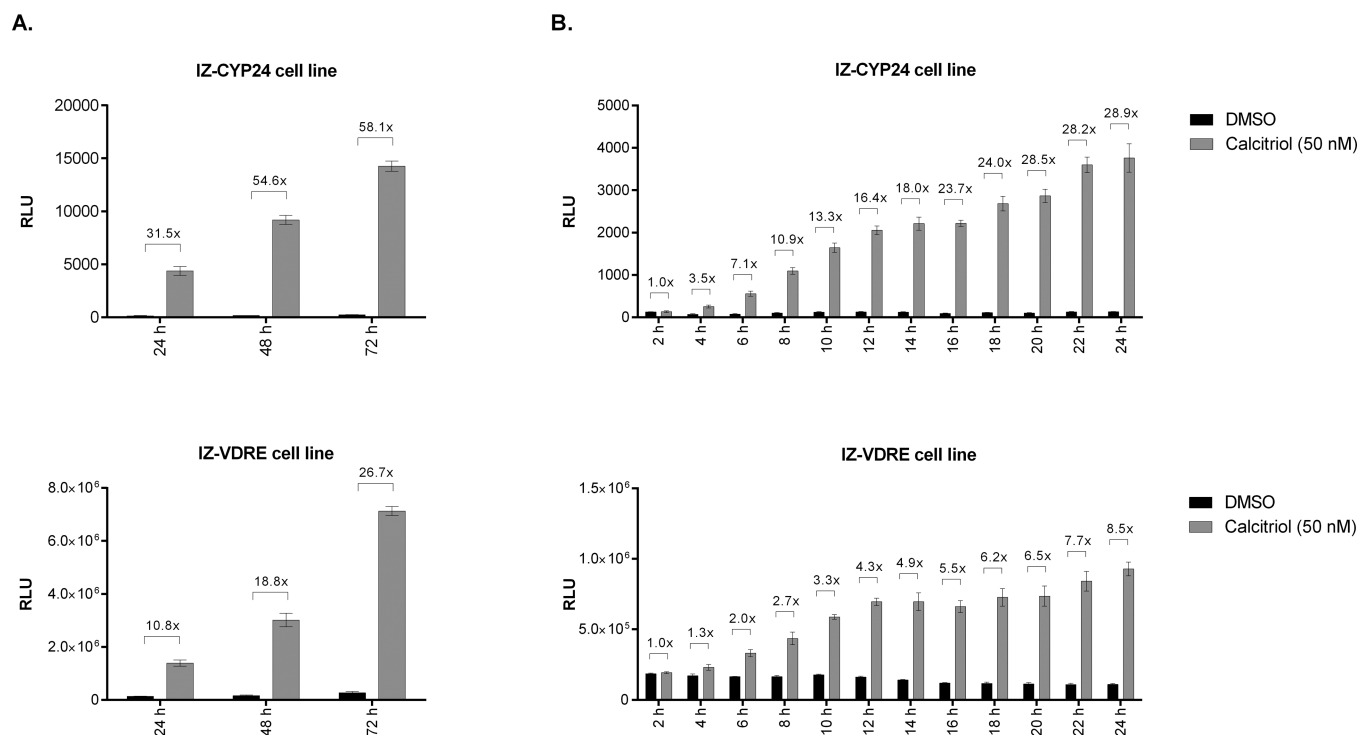 A.
IZ-CYP24 cell line
RLU
20000
15000
10000
5000
0
31.5x
54.6x
58.1x
24 h
48 h
72 h
B.
IZ-CYP24 cell line
RLU
5000
4000
3000
2000
1000
0
1.0x
3.5x
7.1x
10.9x
13.3x
16.4x
18.0x
23.7x
24.0x
28.5x
28.2x
28.9x
2 h
4 h
6 h
8 h
10 h
12 h
14 h
16 h
18 h
20 h
22 h
24 h
DMSO
Calcitriol (50 nM)
IZ-VDRE cell line
RLU
8.0×10⁶
6.0×10⁶
4.0×10⁶
2.0×10⁶
0
10.8x
18.8x
26.7x
24 h
48 h
72 h
IZ-VDRE cell line
RLU
1.5×10⁶
1.0×10⁶
5.0×10⁵
0
1.0x
1.3x
2.0x
2.7x
3.3x
4.3x
4.9x
5.5x
6.2x
6.5x
7.7x
8.5x
2 h
4 h
6 h
8 h
10 h
12 h
14 h
16 h
18 h
20 h
22 h
24 h
DMSO
Calcitriol (50 nM)